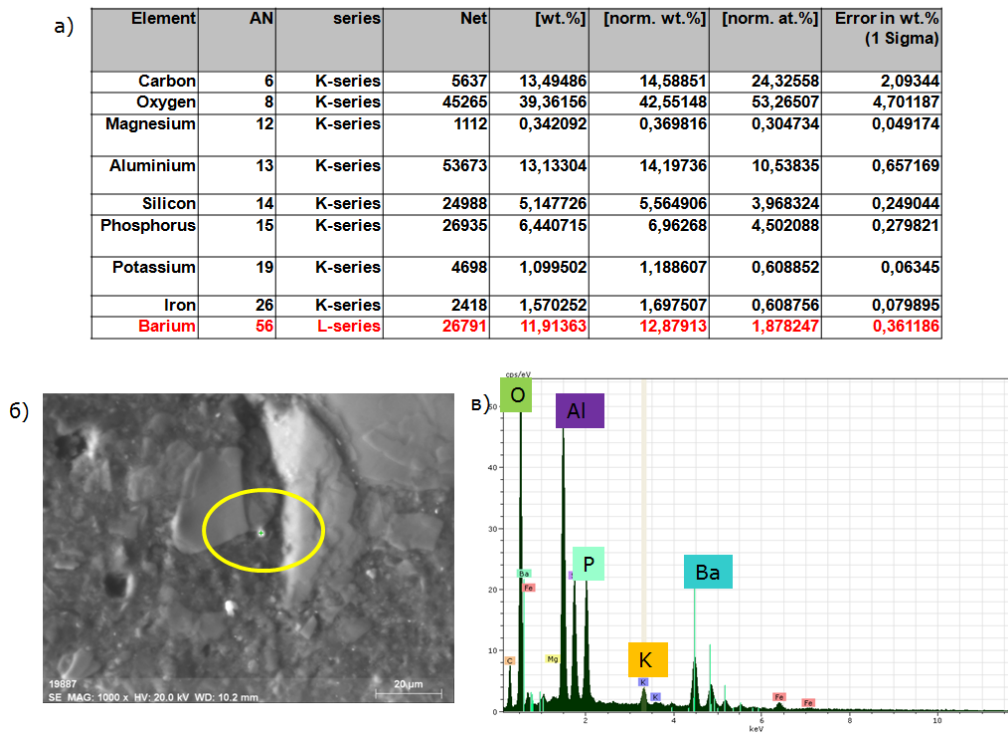 а)
Element AN series Net [wt.%] [norm. wt.%] [norm. at.%] Error in wt.% (1 Sigma)
Carbon 6 K-series 5637 13,49486 14,58851 24,32558 2,09344
Oxygen 8 K-series 45265 39,36156 42,55148 53,26507 4,701187
Magnesium 12 K-series 1112 0,342092 0,369816 0,304734 0,049174
Aluminium 13 K-series 53673 13,13304 14,19736 10,53835 0,657169
Silicon 14 K-series 24988 5,147726 5,564906 3,968324 0,249044
Phosphorus 15 K-series 26935 6,440715 6,96268 4,502088 0,279821
Potassium 19 K-series 4698 1,099502 1,188607 0,608852 0,06345
Iron 26 K-series 2418 1,570252 1,697507 0,608756 0,079895
Barium 56 L-series 26791 11,91363 12,87913 1,878247 0,361186
б)
19887
SE MAG: 1000 x HV: 20.0 kV WD: 10.2 mm
20 µm
в)
cps/eV
O
Al
50
40
30
P
Ba
Ba
Fe
20
K
C
Mg
K
K
10
Fe
Fe
0
2 4 6 8 10
keV